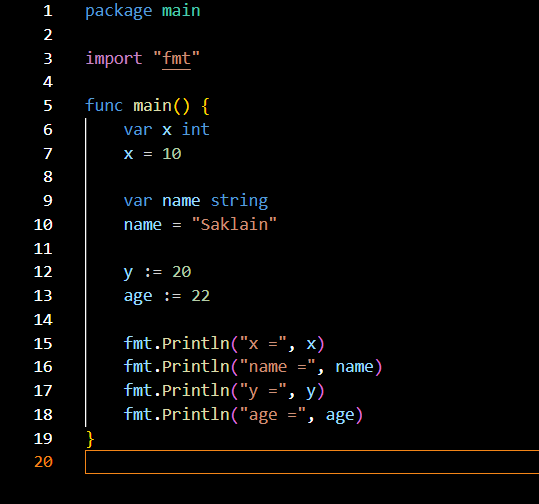 1 package main
2
3 import "fmt"
4
5 func main() {
6     var x int
7     x = 10
8
9     var name string
10     name = "Saklain"
11
12     y := 20
13     age := 22
14
15     fmt.Println("x =", x)
16     fmt.Println("name =", name)
17     fmt.Println("y =", y)
18     fmt.Println("age =", age)
19 }
20